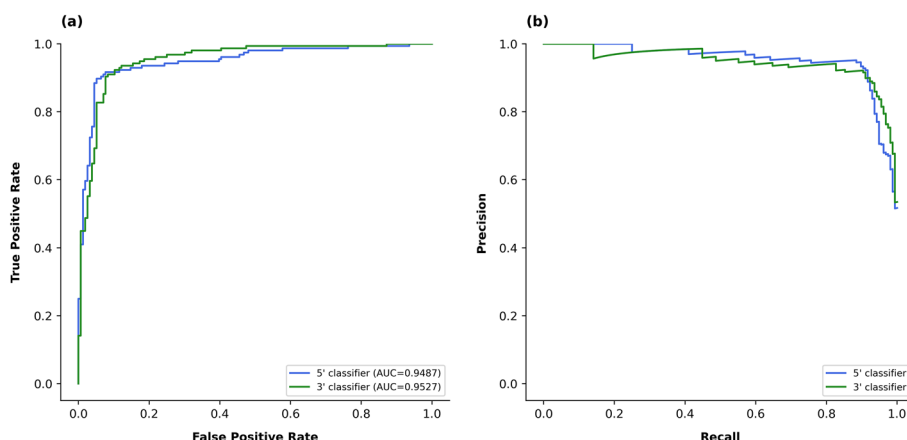 (a)
1.0
0.8
0.6
0.4
0.2
0.0
True Positive Rate
0.0 0.2 0.4 0.6 0.8 1.0
False Positive Rate
5' classifier (AUC=0.9487)
3' classifier (AUC=0.9527)
(b)
1.0
0.8
0.6
0.4
0.2
0.0
Precision
0.0 0.2 0.4 0.6 0.8 1.0
Recall
5' classifier
3' classifier